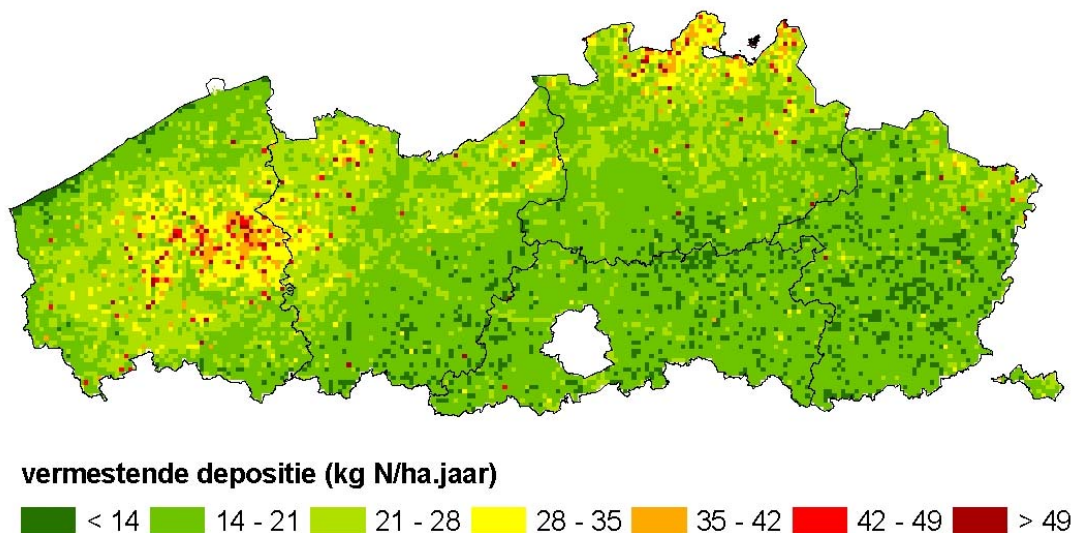 vermestende depositie (kg N/ha.jaar)
< 14 14 - 21 21 - 28 28 - 35 35 - 42 42 - 49 > 49